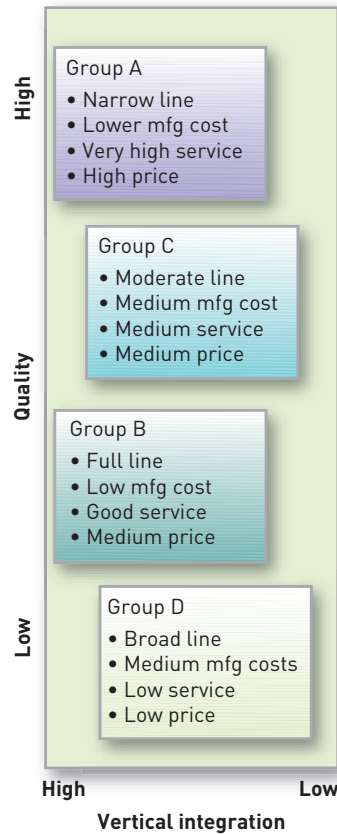 High
Group A
• Narrow line
• Lower mfg cost
• Very high service
• High price
Group C
• Moderate line
• Medium mfg cost
• Medium service
• Medium price
Quality
Group B
• Full line
• Low mfg cost
• Good service
• Medium price
Low
Group D
• Broad line
• Medium mfg costs
• Low service
• Low price
High Low
Vertical integration